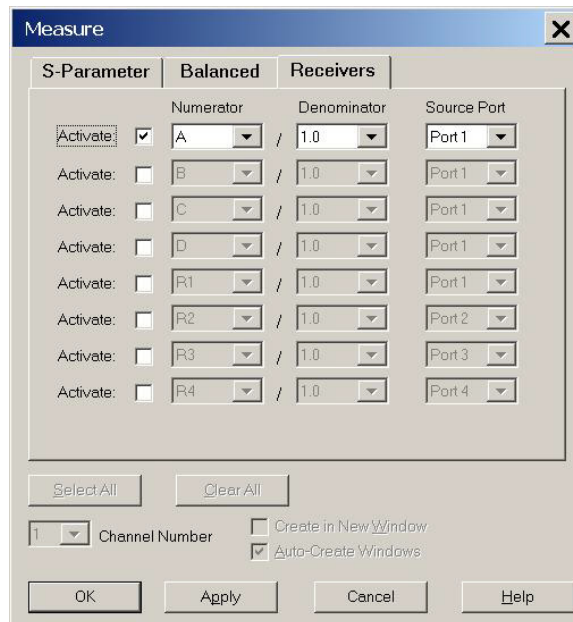 Measure
S-Parameter Balanced Receivers
Numerator Denominator Source Port
Activate: A / 1.0 Port 1
Activate: B / 1.0 Port 1
Activate: C / 1.0 Port 1
Activate: D / 1.0 Port 1
Activate: R1 / 1.0 Port 1
Activate: R2 / 1.0 Port 2
Activate: R3 / 1.0 Port 3
Activate: R4 / 1.0 Port 4
Select All Clear All
1 Channel Number
Create in New Window
Auto-Create Windows
OK Apply Cancel Help